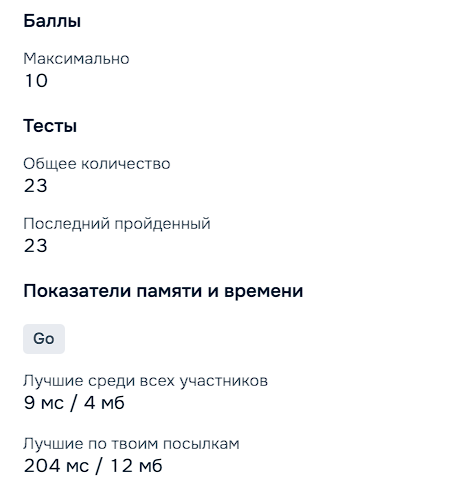 Баллы
Максимально
10
Тесты
Общее количество
23
Последний пройденный
23
Показатели памяти и времени
Go
Лучшие среди всех участников
9 мс / 4 мб
Лучшие по твоим посылкам
204 мс / 12 мб